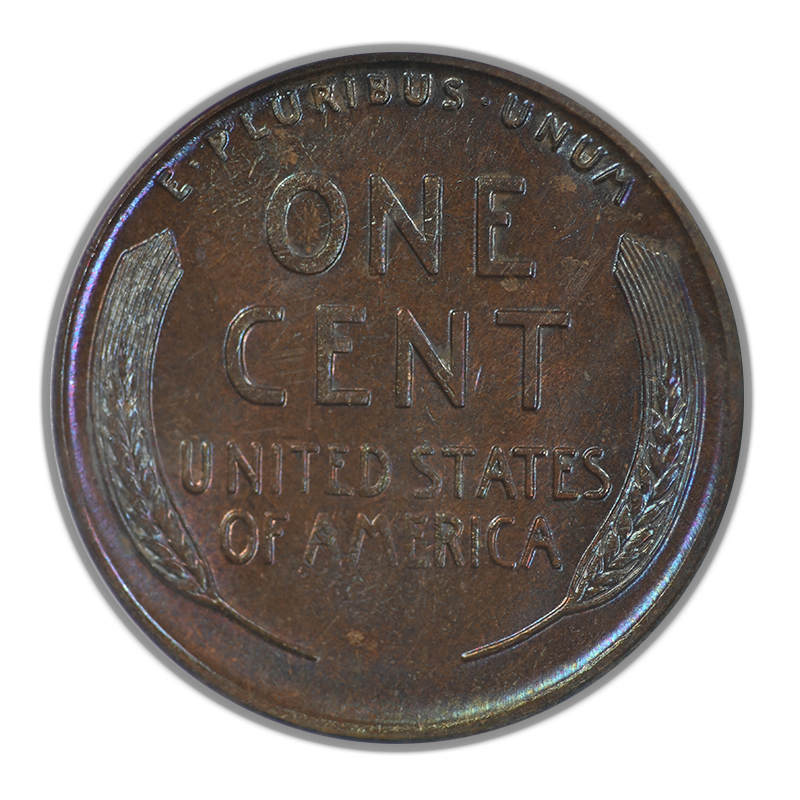 E·PLURIBUS·UNUM
ONE
CENT
UNITED STATES
OF AMERICA